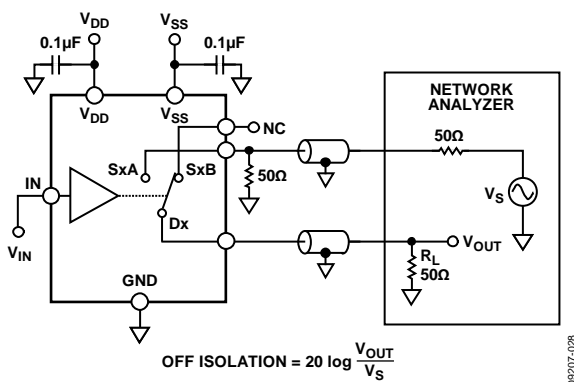 VDD
VSS
0.1µF
0.1µF
VDD
VSS
NC
SxA
SxB
50Ω
IN
Dx
VIN
GND
NETWORK
ANALYZER
50Ω
VS
VOUT
RL
50Ω
OFF ISOLATION = 20 log VOUT
VS
09207-028